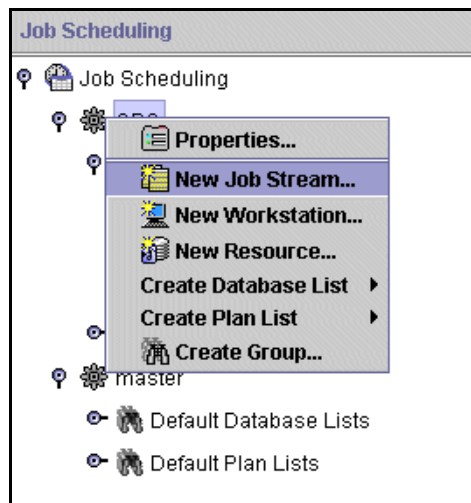 Job Scheduling
Job Scheduling
Properties...
New Job Stream...
New Workstation...
New Resource...
Create Database List
Create Plan List
Create Group...
master
Default Database Lists
Default Plan Lists